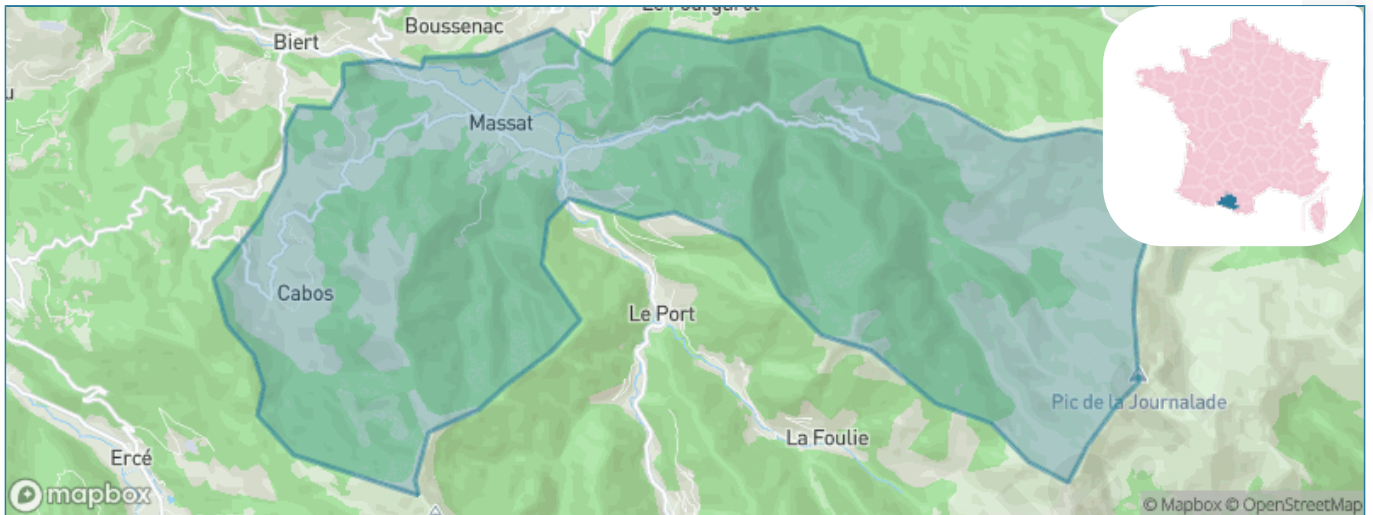 Boussenac
Biert
Massat
Cabos
Le Port
Pic de la Journalade
La Foulie
Ercé
mapbox
© Mapbox © OpenStreetMap